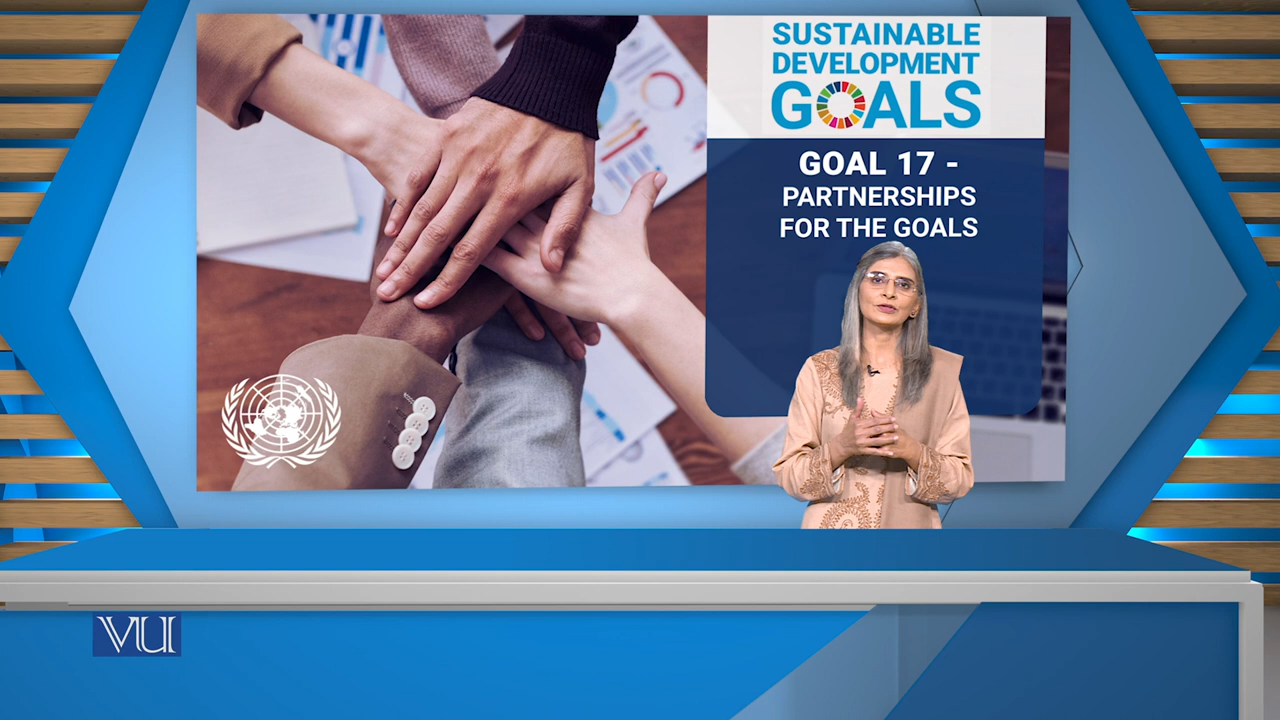 SUSTAINABLE
DEVELOPMENT
GOALS
GOAL 17 -
PARTNERSHIPS
FOR THE GOALS
VU